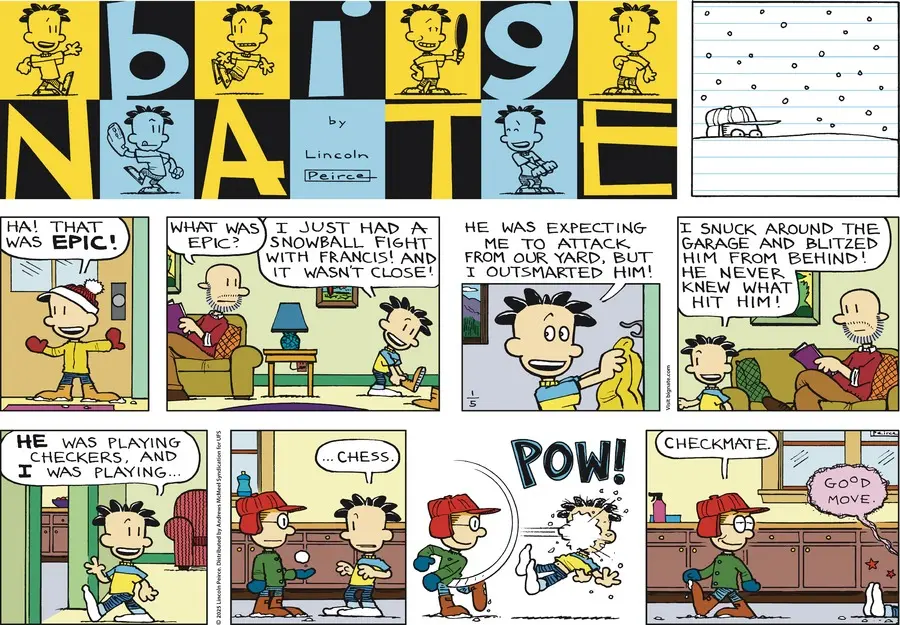 big
NATE
by
Lincoln
Peirce
HA! THAT
WAS EPIC!
WHAT WAS
EPIC?
I JUST HAD A
SNOWBALL FIGHT
WITH FRANCIS! AND
IT WASN'T CLOSE!
HE WAS EXPECTING
ME TO ATTACK
FROM OUR YARD, BUT
I OUTSMARTED HIM!
1/5
Visit bignate.com
I SNUCK AROUND THE
GARAGE AND BLITZED
HIM FROM BEHIND!
HE NEVER
KNEW WHAT
HIT HIM!
HE WAS PLAYING
CHECKERS, AND
I WAS PLAYING...
© 2025 Lincoln Peirce. Distributed by Andrews McMeel Syndication for UFS
...CHESS.
POW!
CHECKMATE.
Peirce
GOOD
MOVE.